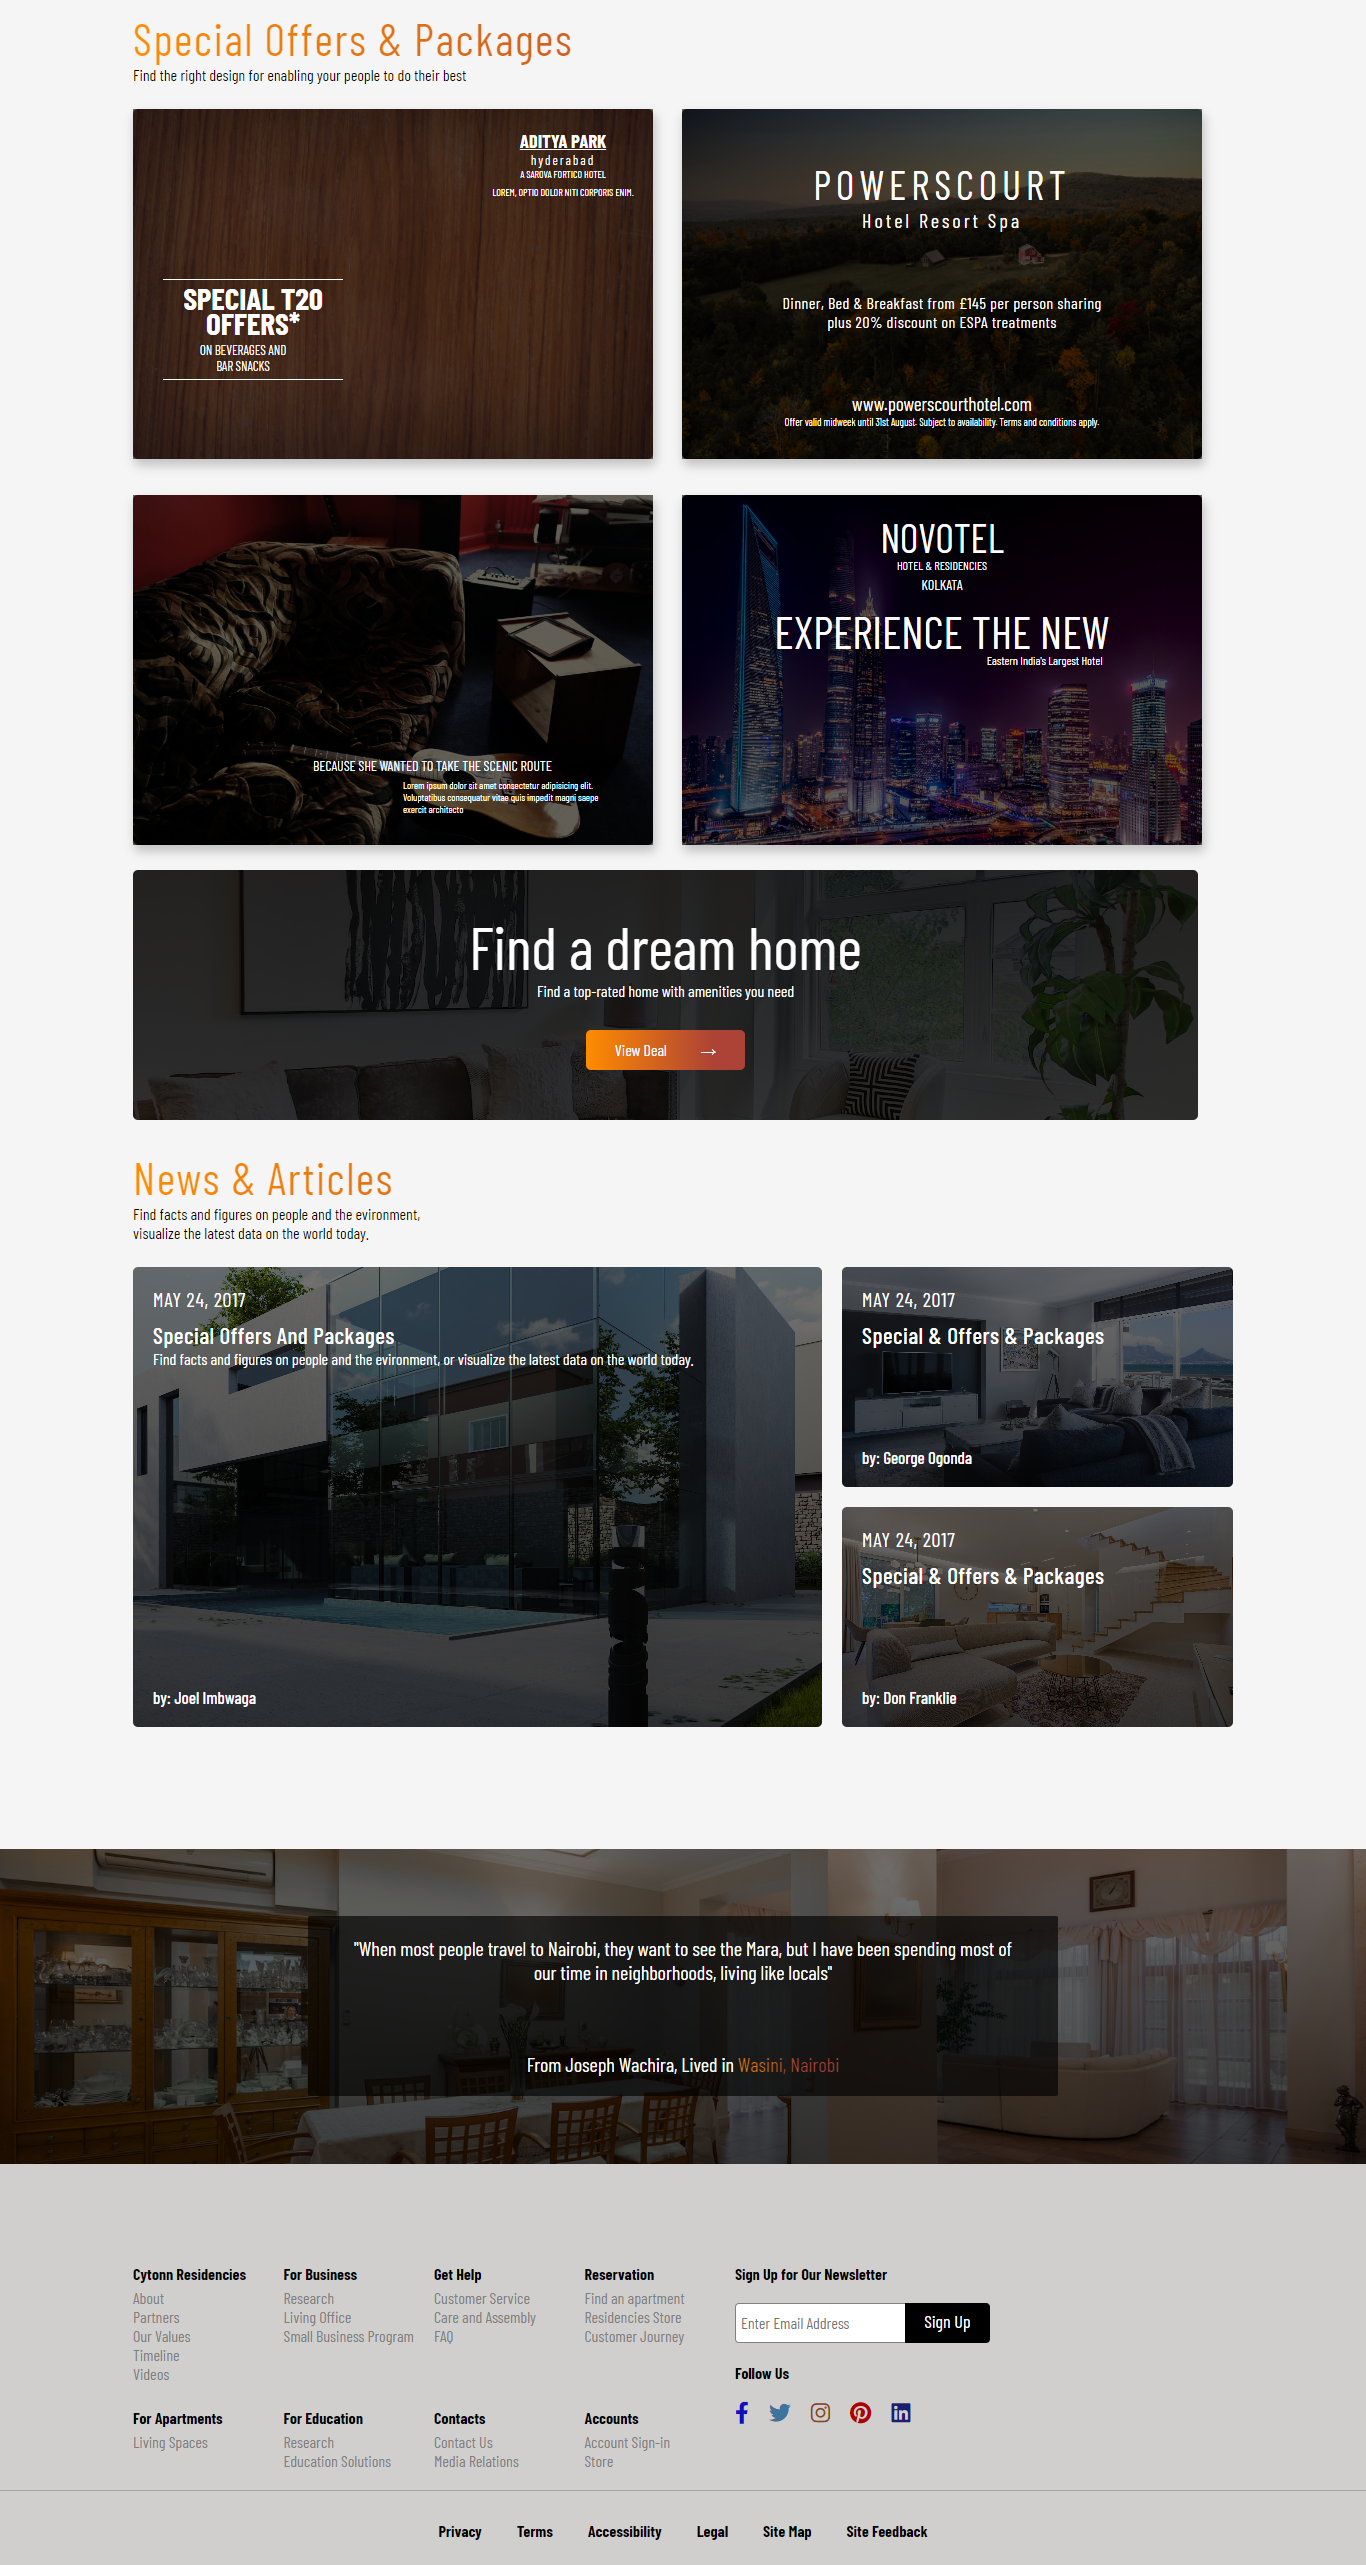 Special Offers & Packages
Find the right design for enabling your people to do their best
ADITYA PARK
hyderabad
A SAROVA FORTICO HOTEL
LOREM, OPTIO DOLOR NITI CORPORIS ENIM.
SPECIAL T20
OFFERS*
ON BEVERAGES AND
BAR SNACKS
POWERSCOURT
Hotel Resort Spa
Dinner, Bed & Breakfast from £145 per person sharing
plus 20% discount on ESPA treatments
www.powerscourthotel.com
Offer valid midweek until 31st August. Subject to availability. Terms and conditions apply.
BECAUSE SHE WANTED TO TAKE THE SCENIC ROUTE
Lorem ipsum dolor sit amet consectetur adipisicing elit.
Voluptatibus consequatur vitae quis impedit magni saepe
exercit architecto
NOVOTEL
HOTEL & RESIDENCIES
KOLKATA
EXPERIENCE THE NEW
Eastern India's Largest Hotel
Find a dream home
Find a top-rated home with amenities you need
View Deal →
News & Articles
Find facts and figures on people and the evironment,
visualize the latest data on the world today.
MAY 24, 2017
Special Offers And Packages
Find facts and figures on people and the evironment, or visualize the latest data on the world today.
by: Joel Imbwaga
MAY 24, 2017
Special & Offers & Packages
by: George Ogonda
MAY 24, 2017
Special & Offers & Packages
by: Don Franklie
"When most people travel to Nairobi, they want to see the Mara, but I have been spending most of
our time in neighborhoods, living like locals"
From Joseph Wachira, Lived in Wasini, Nairobi
Cytonn Residencies
About
Partners
Our Values
Timeline
Videos
For Business
Research
Living Office
Small Business Program
Get Help
Customer Service
Care and Assembly
FAQ
Reservation
Find an apartment
Residencies Store
Customer Journey
Sign Up for Our Newsletter
Enter Email Address
Sign Up
Follow Us
For Apartments
Living Spaces
For Education
Research
Education Solutions
Contacts
Contact Us
Media Relations
Accounts
Account Sign-in
Store
Privacy Terms Accessibility Legal Site Map Site Feedback